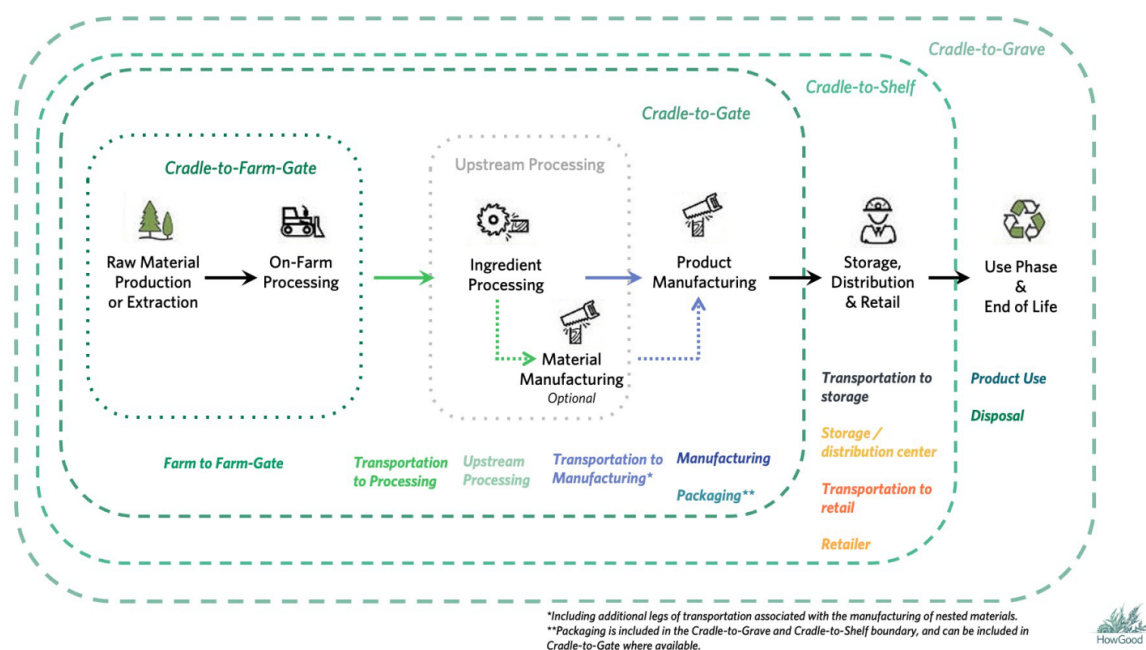 Cradle-to-Grave
Cradle-to-Shelf
Cradle-to-Gate
Cradle-to-Farm-Gate
Upstream Processing
Raw Material
Production
or Extraction
On-Farm
Processing
Ingredient
Processing
Material
Manufacturing
Optional
Product
Manufacturing
Storage,
Distribution
& Retail
Use Phase
&
End of Life
Farm to Farm-Gate
Transportation
to Processing
Upstream
Processing
Transportation to
Manufacturing*
Manufacturing
Packaging**
Transportation to
storage
Storage /
distribution center
Transportation to
retail
Retailer
Product Use
Disposal
*Including additional legs of transportation associated with the manufacturing of nested materials.
**Packaging is included in the Cradle-to-Grave and Cradle-to-Shelf boundary, and can be included in
Cradle-to-Gate where available.
HowGood